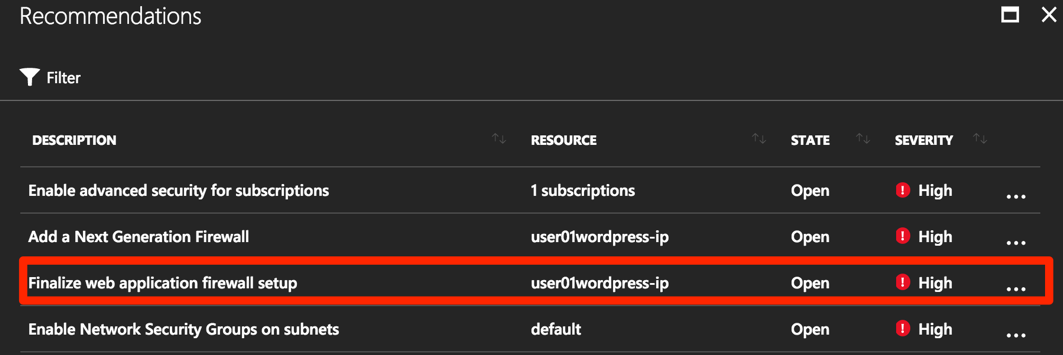 Recommendations
Filter
DESCRIPTION RESOURCE STATE SEVERITY
Enable advanced security for subscriptions 1 subscriptions Open High ...
Add a Next Generation Firewall user01wordpress-ip Open High ...
Finalize web application firewall setup user01wordpress-ip Open High ...
Enable Network Security Groups on subnets default Open High ...